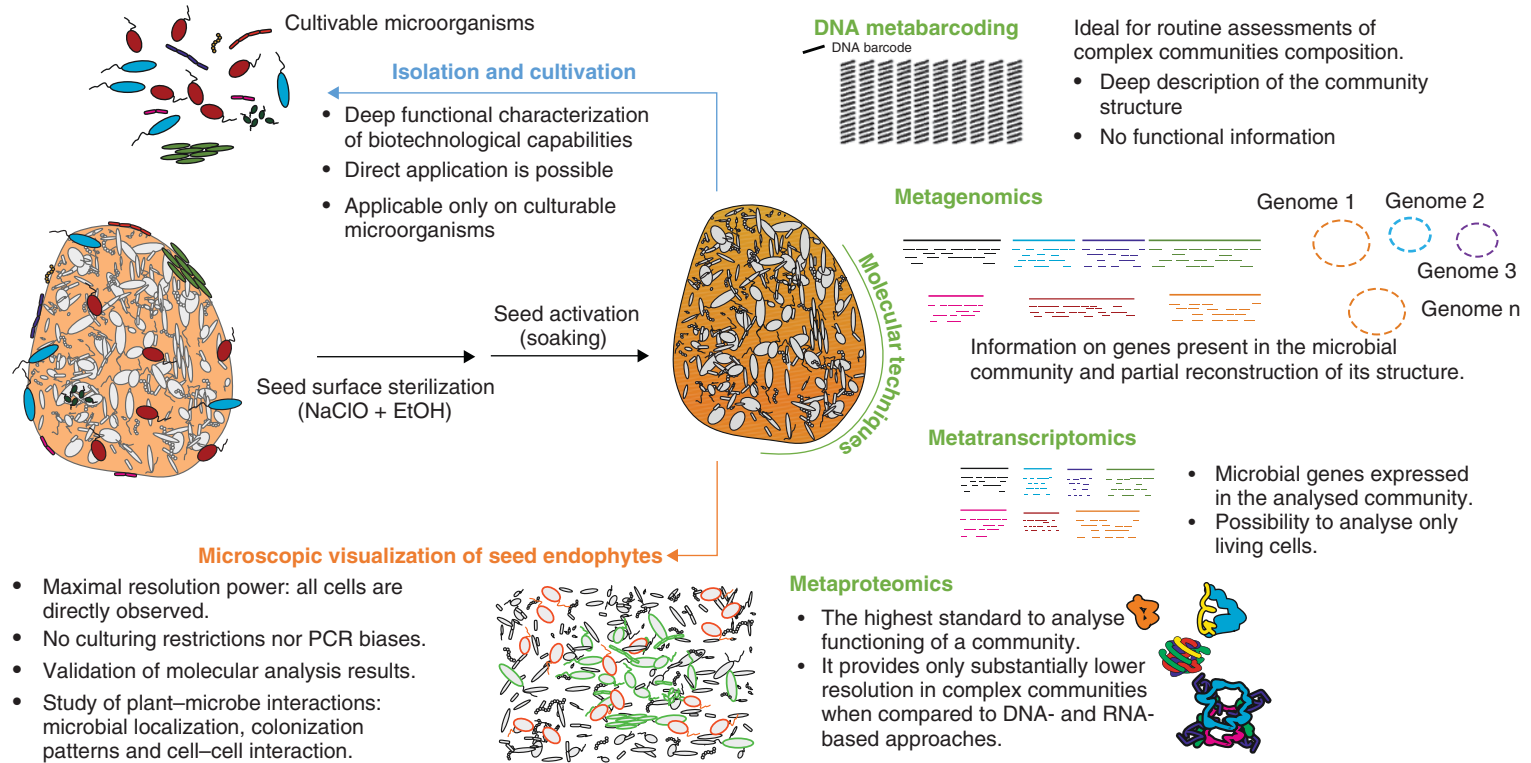 Cultivable microorganisms
Isolation and cultivation
• Deep functional characterization
of biotechnological capabilities
• Direct application is possible
• Applicable only on culturable
microorganisms
Seed surface sterilization
(NaClO + EtOH)
Seed activation
(soaking)
Molecular techniques
DNA metabarcoding
DNA barcode
Ideal for routine assessments of
complex communities composition.
• Deep description of the community
structure
• No functional information
Metagenomics
Genome 1
Genome 2
Genome 3
Genome n
Information on genes present in the microbial
community and partial reconstruction of its structure.
Metatranscriptomics
• Microbial genes expressed
in the analysed community.
• Possibility to analyse only
living cells.
Microscopic visualization of seed endophytes
• Maximal resolution power: all cells are
directly observed.
• No culturing restrictions nor PCR biases.
• Validation of molecular analysis results.
• Study of plant–microbe interactions:
microbial localization, colonization
patterns and cell–cell interaction.
Metaproteomics
• The highest standard to analyse
functioning of a community.
• It provides only substantially lower
resolution in complex communities
when compared to DNA- and RNA-
based approaches.